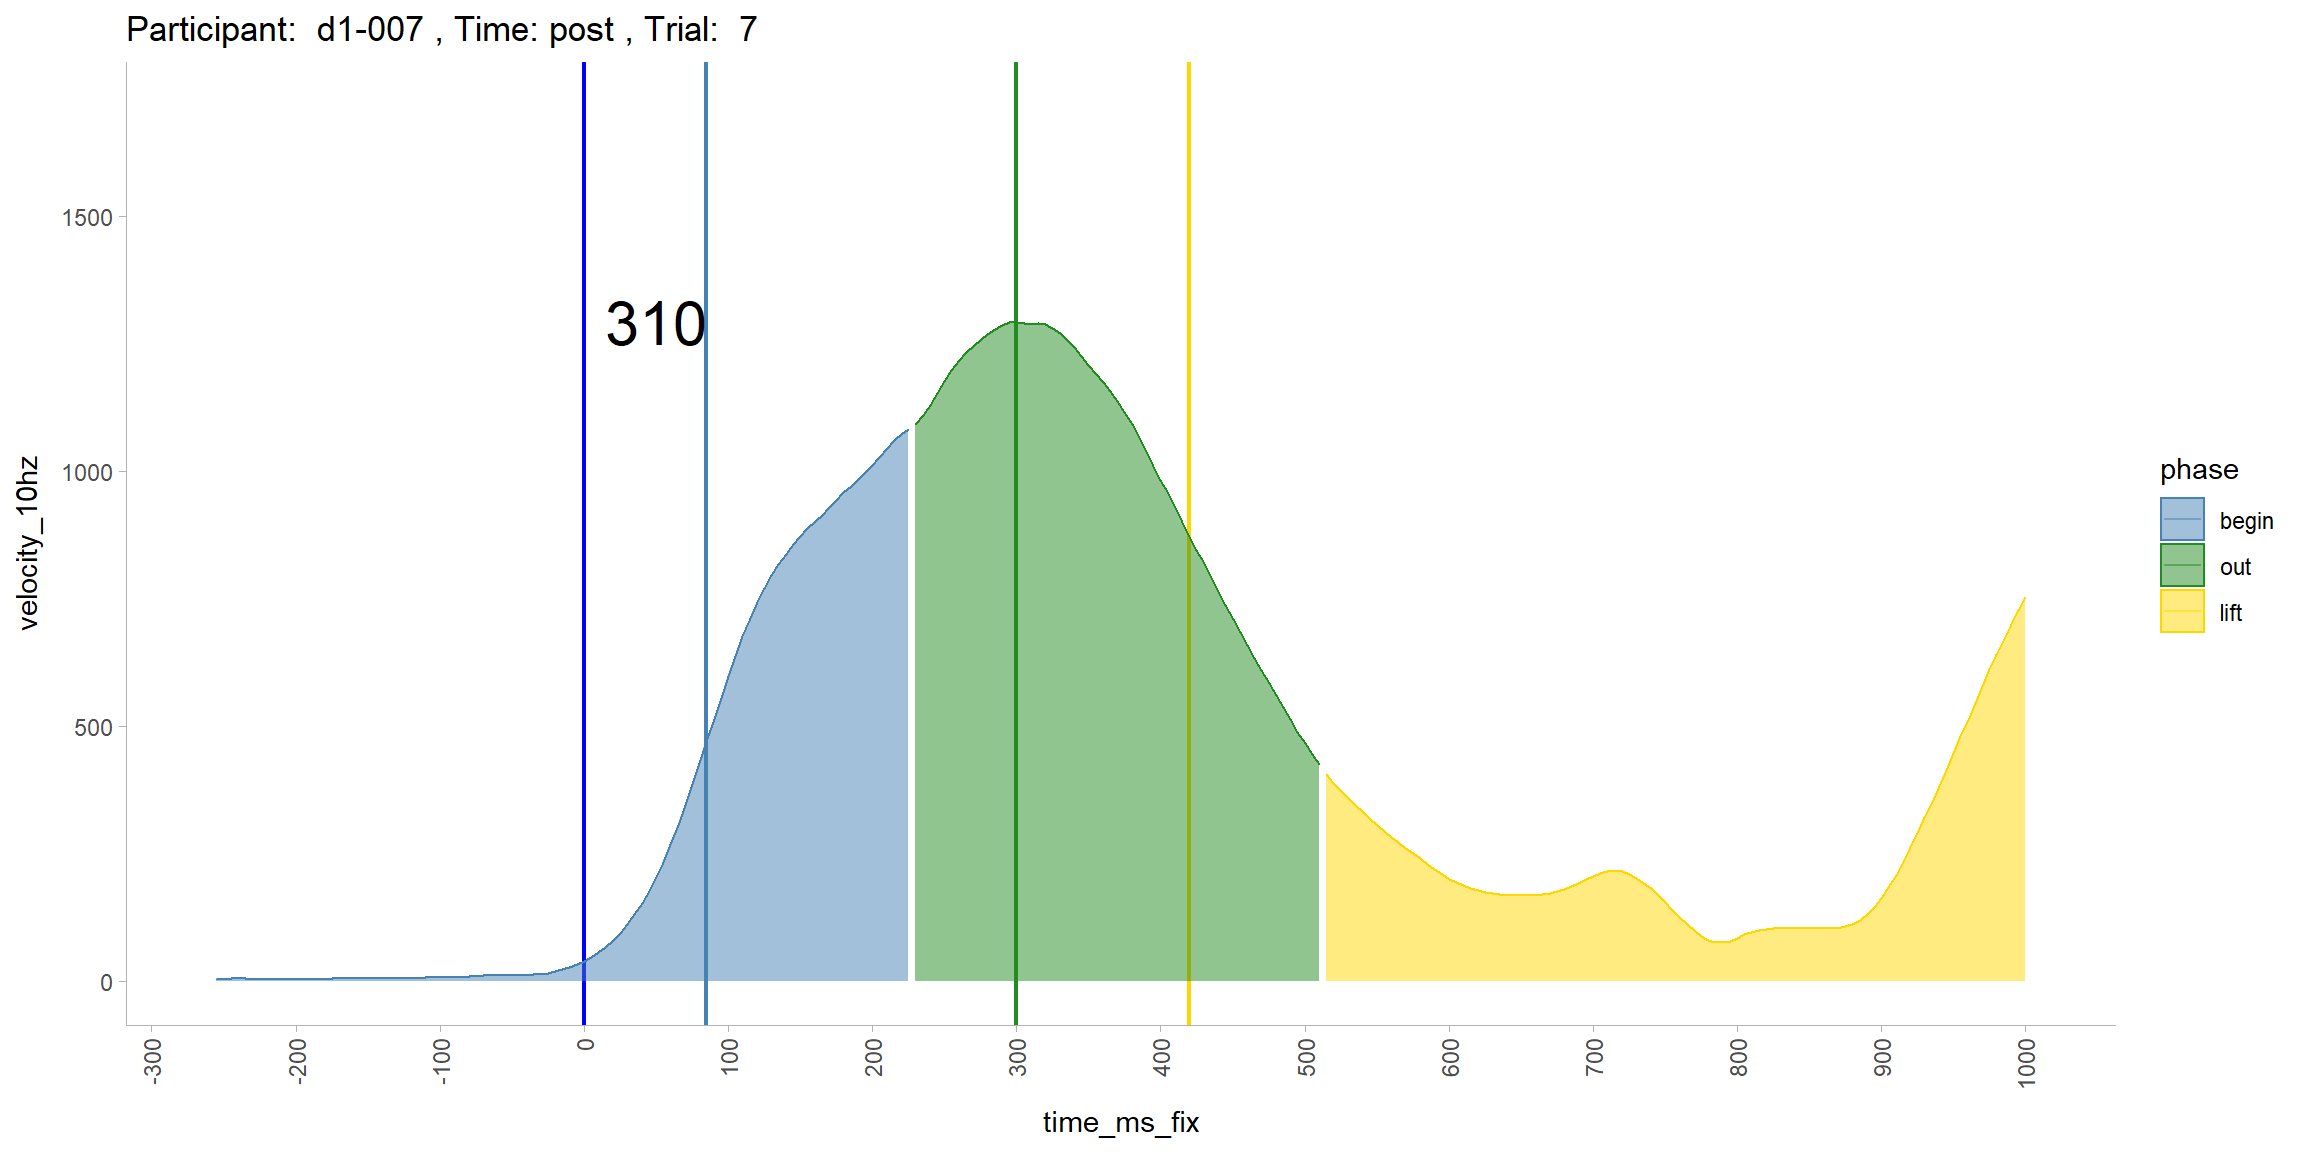 Participant:  d1-007 , Time: post , Trial:  7
1500
1000
500
0
velocity_10hz
310
-300
-200
-100
0
100
200
300
400
500
600
700
800
900
1000
time_ms_fix
phase
begin
out
lift